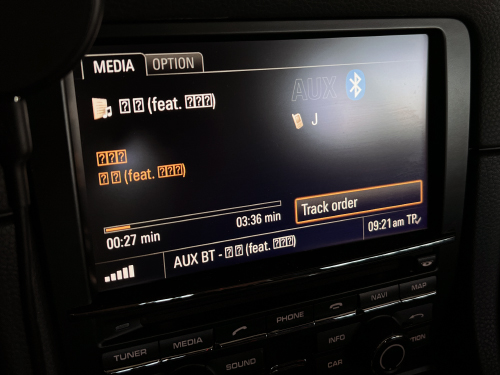 MEDIA OPTION
AUX
⍰ ⍰ (feat. ⍰⍰⍰)
J
⍰⍰⍰
⍰ ⍰ (feat. ⍰⍰⍰)
00:27 min
03:36 min
Track order
AUX BT - ⍰ ⍰ (feat. ⍰⍰⍰)
09:21 am TP
TUNER
MEDIA
PHONE
NAVI
MAP
SOUND
INFO
CAR